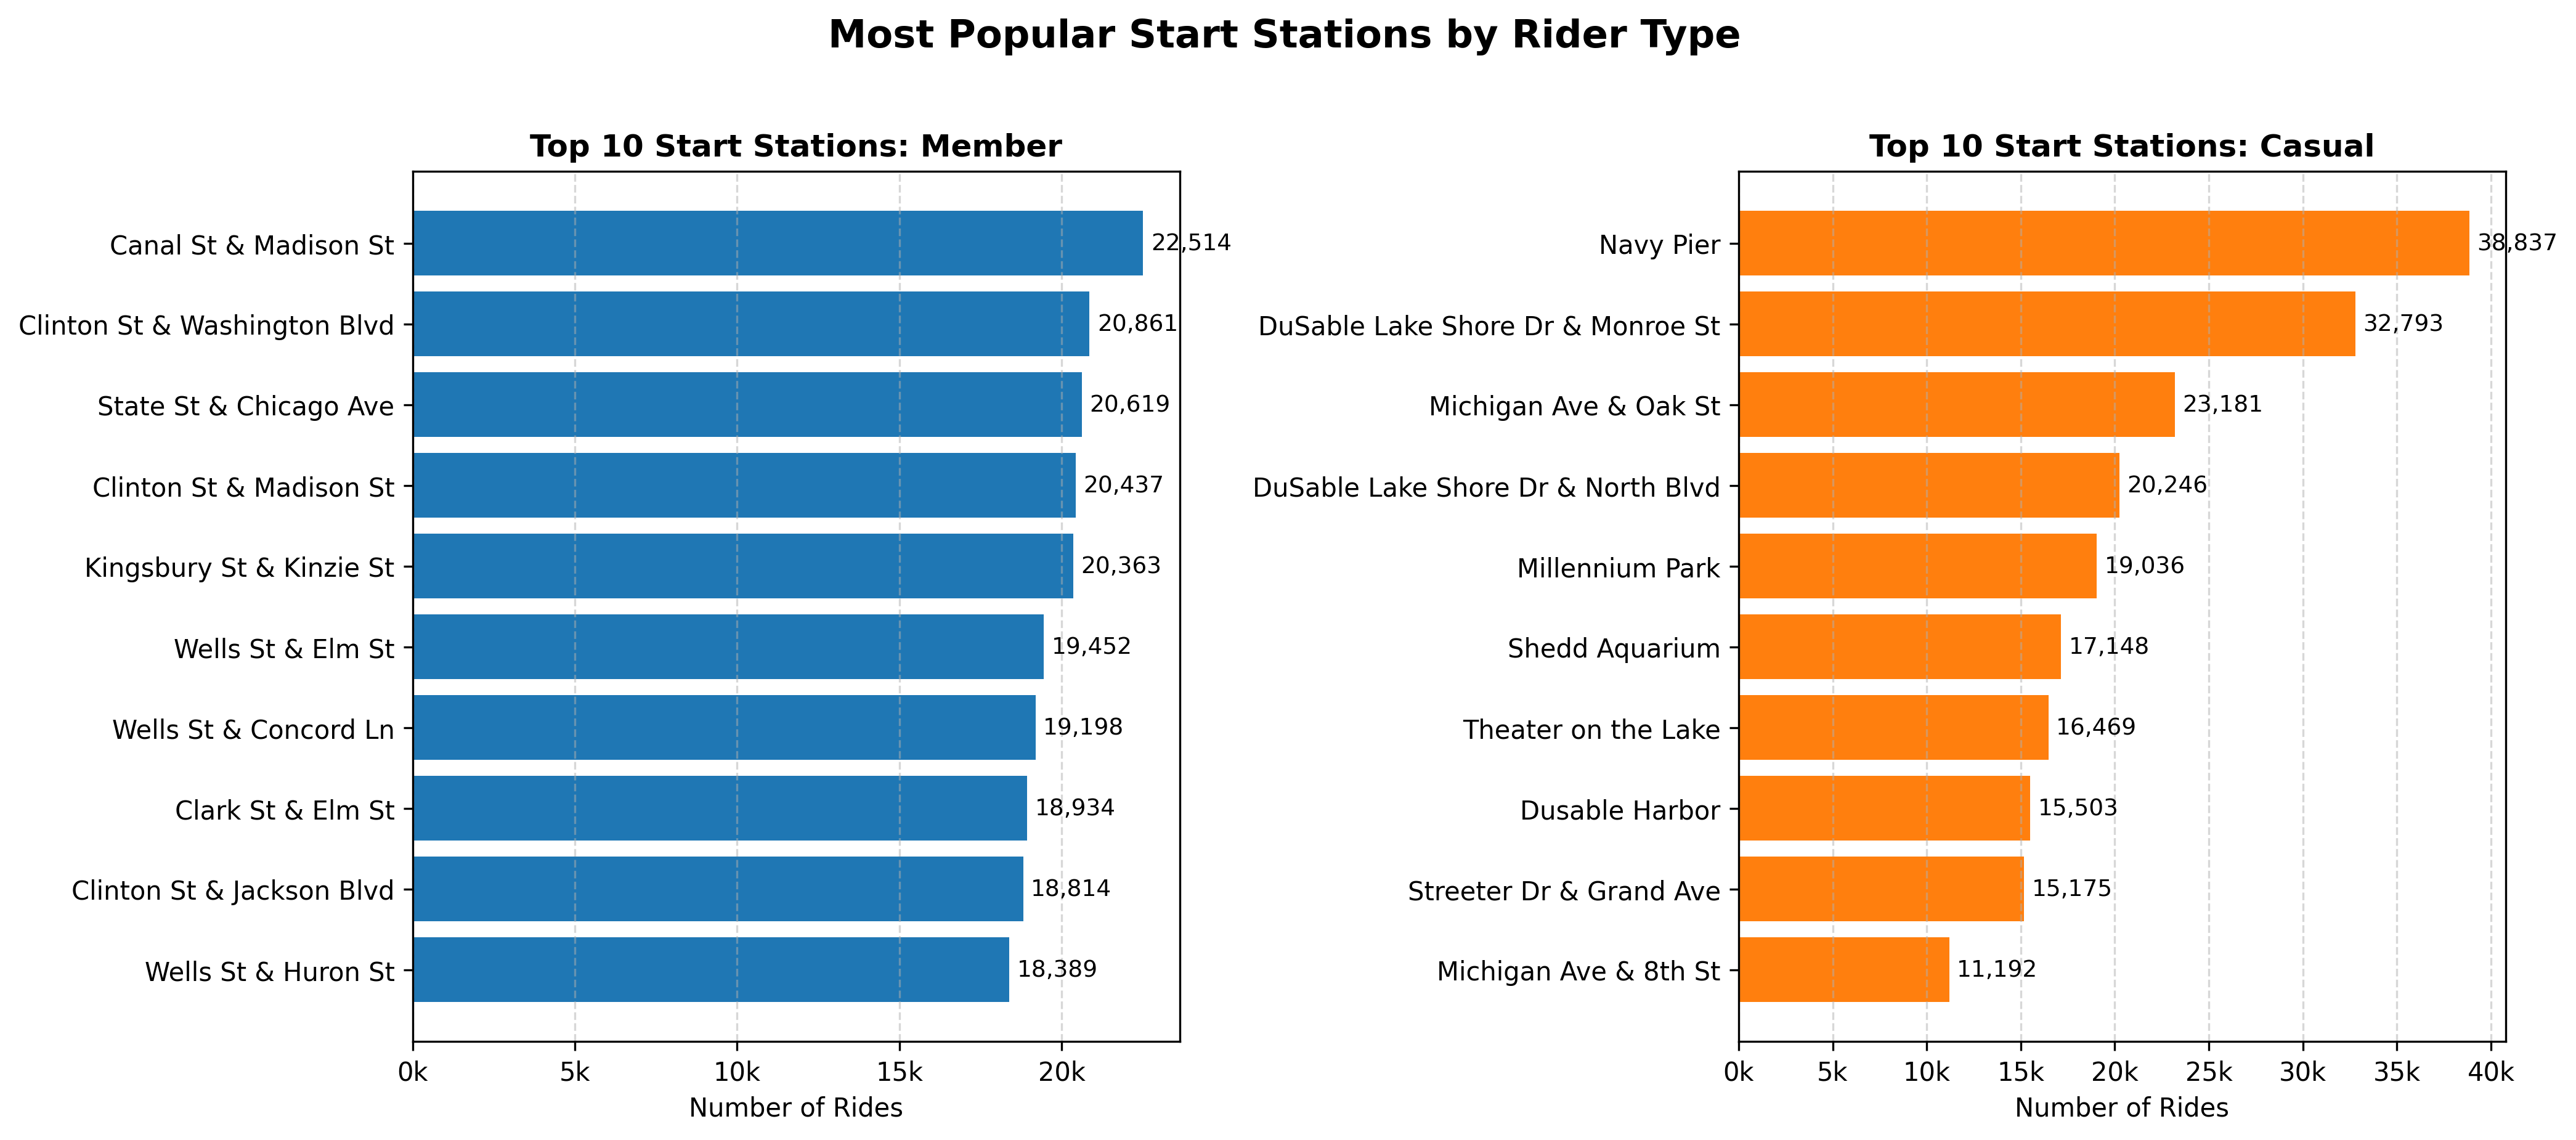 Most Popular Start Stations by Rider Type
Top 10 Start Stations: Member
Canal St & Madison St 22,514
Clinton St & Washington Blvd 20,861
State St & Chicago Ave 20,619
Clinton St & Madison St 20,437
Kingsbury St & Kinzie St 20,363
Wells St & Elm St 19,452
Wells St & Concord Ln 19,198
Clark St & Elm St 18,934
Clinton St & Jackson Blvd 18,814
Wells St & Huron St 18,389
0k 5k 10k 15k 20k
Number of Rides
Top 10 Start Stations: Casual
Navy Pier 38,837
DuSable Lake Shore Dr & Monroe St 32,793
Michigan Ave & Oak St 23,181
DuSable Lake Shore Dr & North Blvd 20,246
Millennium Park 19,036
Shedd Aquarium 17,148
Theater on the Lake 16,469
Dusable Harbor 15,503
Streeter Dr & Grand Ave 15,175
Michigan Ave & 8th St 11,192
0k 5k 10k 15k 20k 25k 30k 35k 40k
Number of Rides